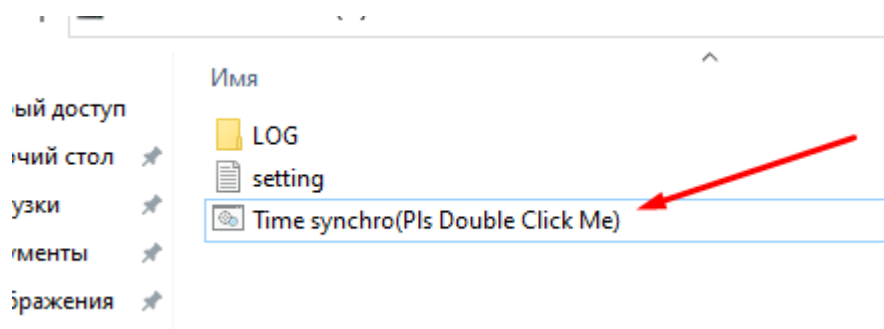 Имя
LOG
setting
Time synchro(Pls Double Click Me)
ый доступ
чий стол
узки
ументы
бражения